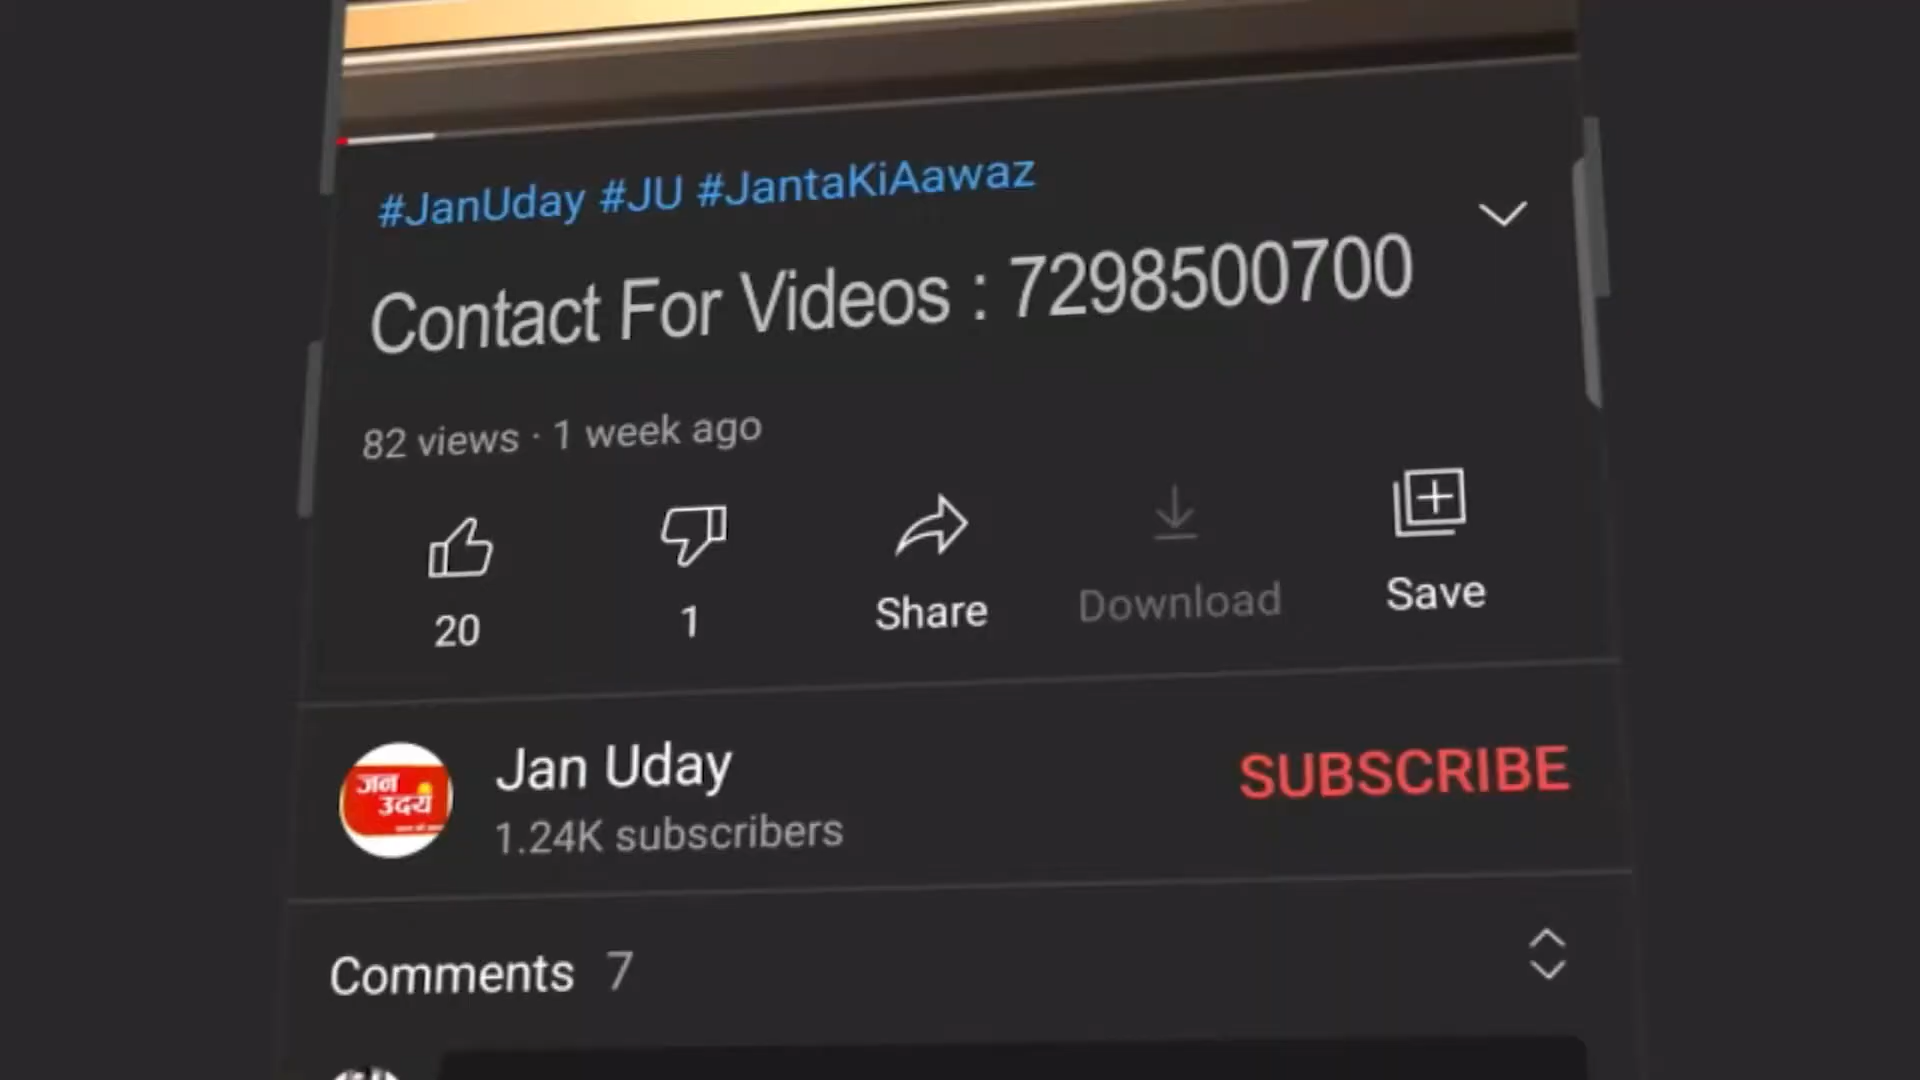 #JanUday #JU #JantaKiAawaz
Contact For Videos : 7298500700
82 views · 1 week ago
20
1
Share
Download
Save
जन
उदय
Jan Uday
1.24K subscribers
SUBSCRIBE
Comments 7